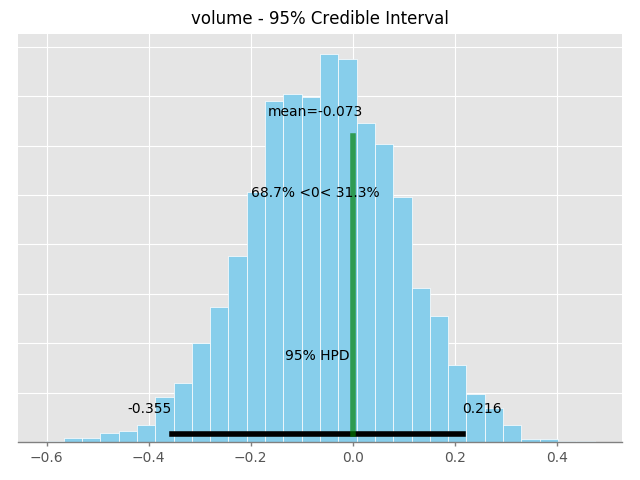 volume - 95% Credible Interval
mean=-0.073
68.7% <0< 31.3%
95% HPD
-0.355
0.216
−0.6
−0.4
−0.2
0.0
0.2
0.4